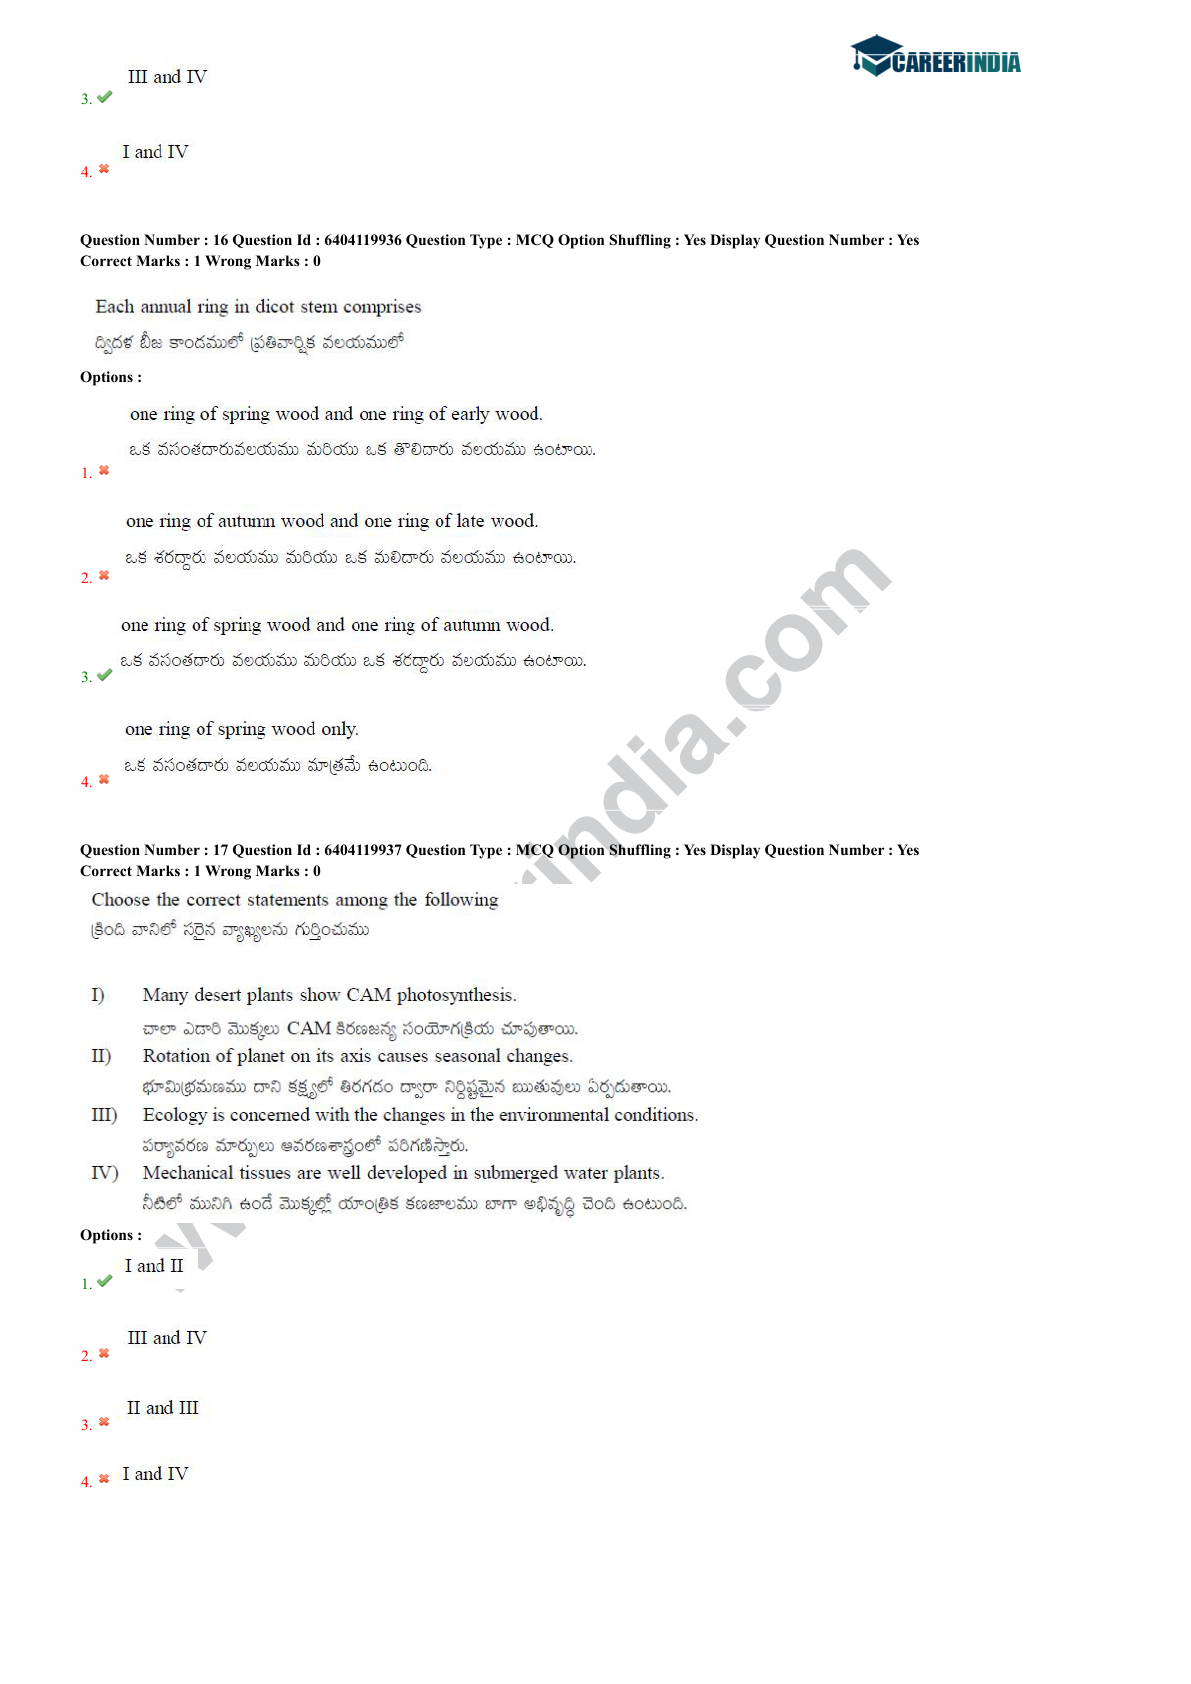 CAREERINDIA
III and IV
3.
I and IV
4.
Question Number : 16 Question Id : 6404119936 Question Type : MCQ Option Shuffling : Yes Display Question Number : Yes
Correct Marks : 1 Wrong Marks : 0
Each annual ring in dicot stem comprises
ద్విదళ బీజ కాండములో ప్రతివార్షిక వలయములో
Options :
one ring of spring wood and one ring of early wood.
ఒక వసంతదారువలయము మరియు ఒక తొలిదారు వలయము ఉంటాయి.
1.
one ring of autumn wood and one ring of late wood.
ఒక శరద్దారు వలయము మరియు ఒక మలిదారు వలయము ఉంటాయి.
2.
one ring of spring wood and one ring of autumn wood.
ఒక వసంతదారు వలయము మరియు ఒక శరద్దారు వలయము ఉంటాయి.
3.
one ring of spring wood only.
ఒక వసంతదారు వలయము మాత్రమే ఉంటుంది.
4.
Question Number : 17 Question Id : 6404119937 Question Type : MCQ Option Shuffling : Yes Display Question Number : Yes
Correct Marks : 1 Wrong Marks : 0
Choose the correct statements among the following
క్రింది వానిలో సరైన వ్యాఖ్యలను గుర్తించుము
I) Many desert plants show CAM photosynthesis.
చాలా ఎడారి మొక్కలు CAM కిరణజన్య సంయోగక్రియ చూపుతాయి.
II) Rotation of planet on its axis causes seasonal changes.
భూమిభ్రమణము దాని కక్ష్యలో తిరగడం ద్వారా నిర్దిష్టమైన ఋతువులు ఏర్పడుతాయి.
III) Ecology is concerned with the changes in the environmental conditions.
పర్యావరణ మార్పులు ఆవరణశాస్త్రంలో పరిగణిస్తారు.
IV) Mechanical tissues are well developed in submerged water plants.
నీటిలో మునిగి ఉండే మొక్కల్లో యాంత్రిక కణజాలము బాగా అభివృద్ధి చెంది ఉంటుంది.
Options :
I and II
1.
III and IV
2.
II and III
3.
I and IV
4.